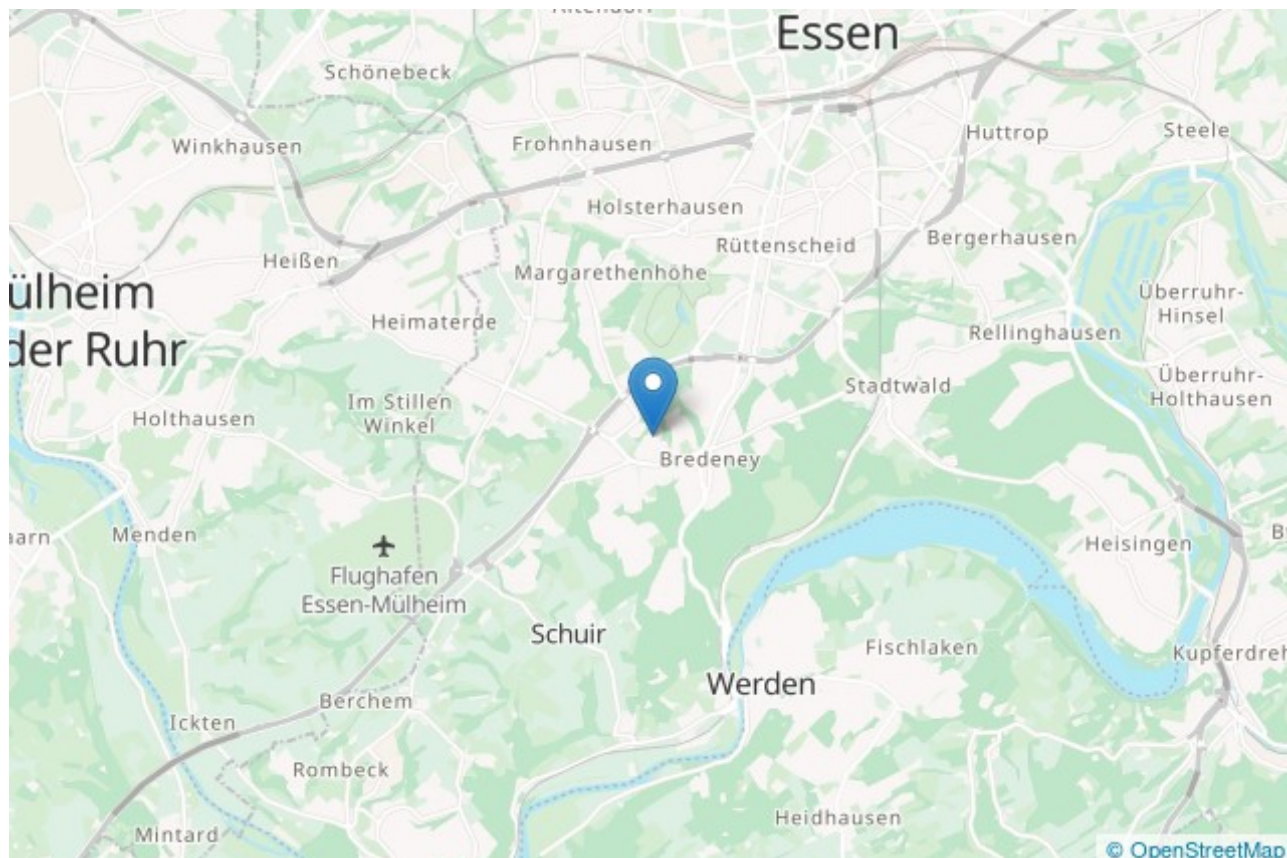 Essen
Schönebeck
Huttrop
Steele
Winkhausen
Frohnhausen
Holsterhausen
Rüttenscheid
Bergerhausen
Heißen
Margarethenhöhe
ülheim
der Ruhr
Überruhr-
Hinsel
Heimaterde
Rellinghausen
Stadtwald
Überruhr-
Holthausen
Im Stillen
Winkel
Holthausen
Bredeney
aarn
Menden
Heisingen
Flughafen
Essen-Mülheim
Schuir
Fischlaken
Kupferdreh
Werden
Berchem
Ickten
Rombeck
Heidhausen
Mintard
© OpenStreetMap